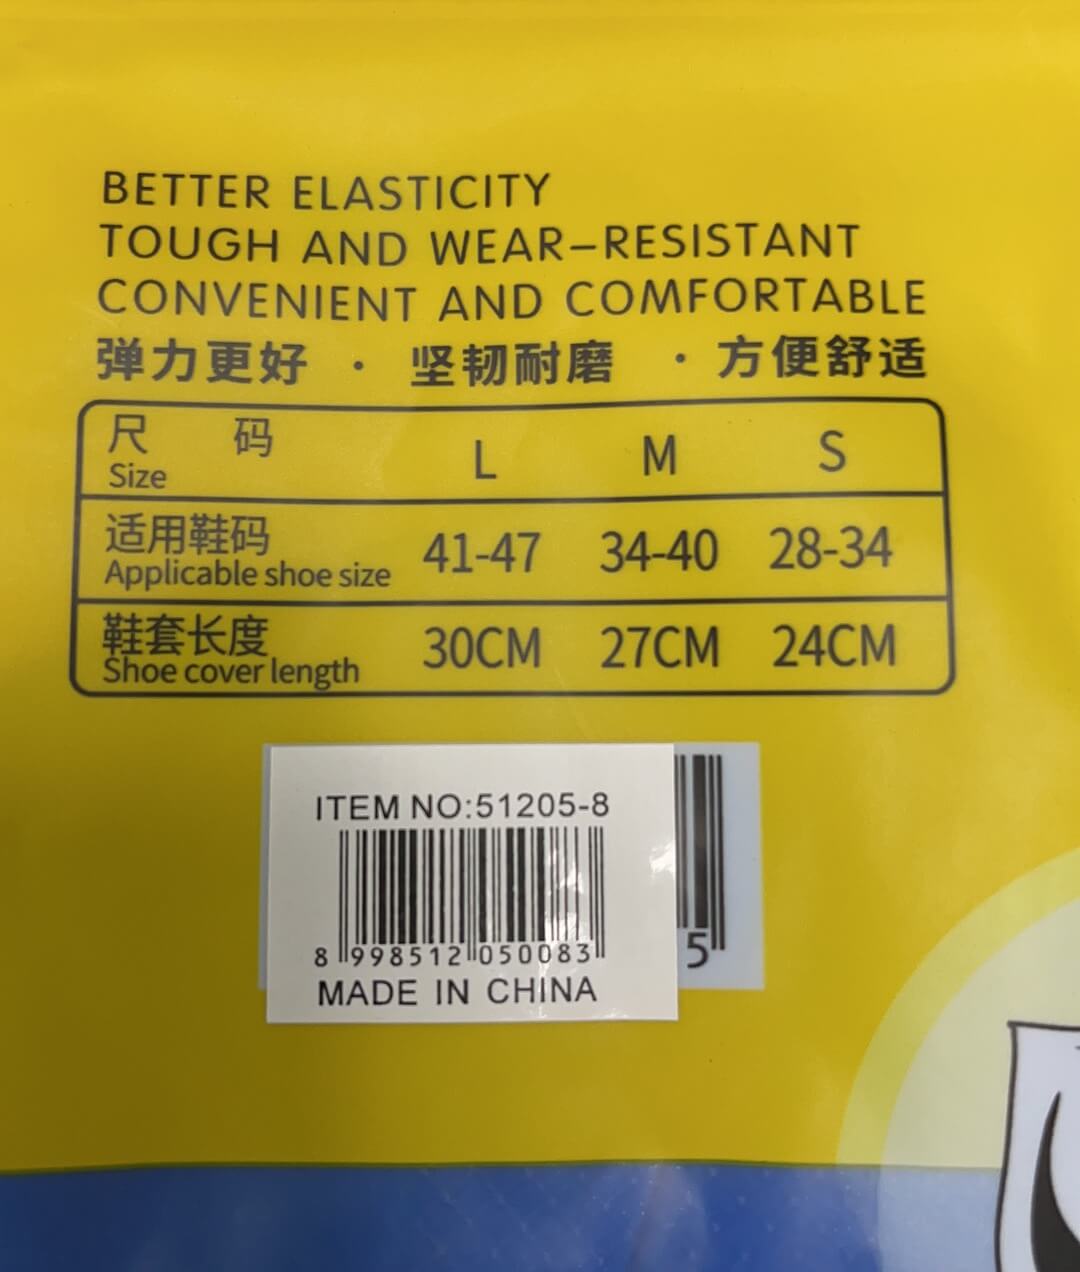 BETTER ELASTICITY
TOUGH AND WEAR-RESISTANT
CONVENIENT AND COMFORTABLE
弹力更好 · 坚韧耐磨 · 方便舒适
尺 码 L M S
Size
适用鞋码 41-47 34-40 28-34
Applicable shoe size
鞋套长度 30CM 27CM 24CM
Shoe cover length
ITEM NO:51205-8
8 998512 050083
5
MADE IN CHINA